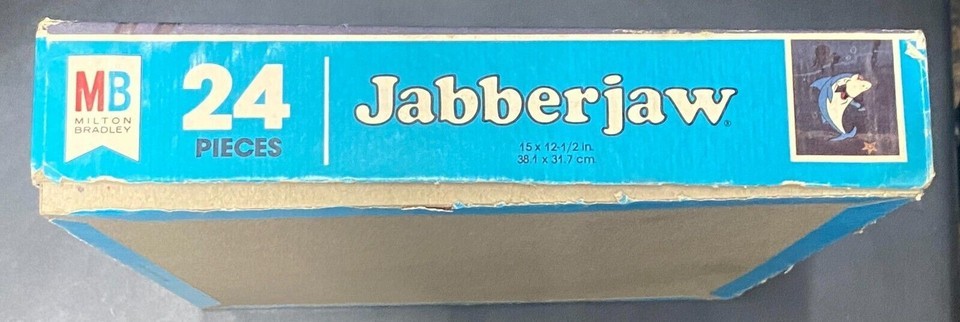 MB
MILTON
BRADLEY
24
PIECES
Jabberjaw®
15 x 12-1/2 in.
38.1 x 31.7 cm.